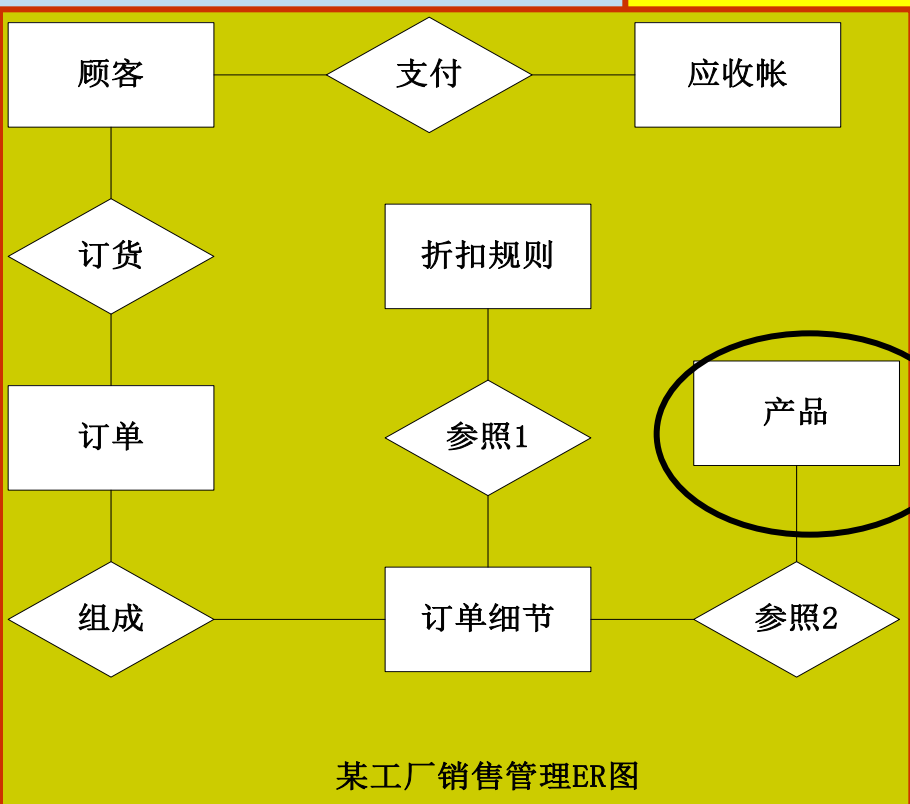 顾客
支付
应收帐
订货
折扣规则
产品
订单
参照1
组成
订单细节
参照2
某工厂销售管理ER图